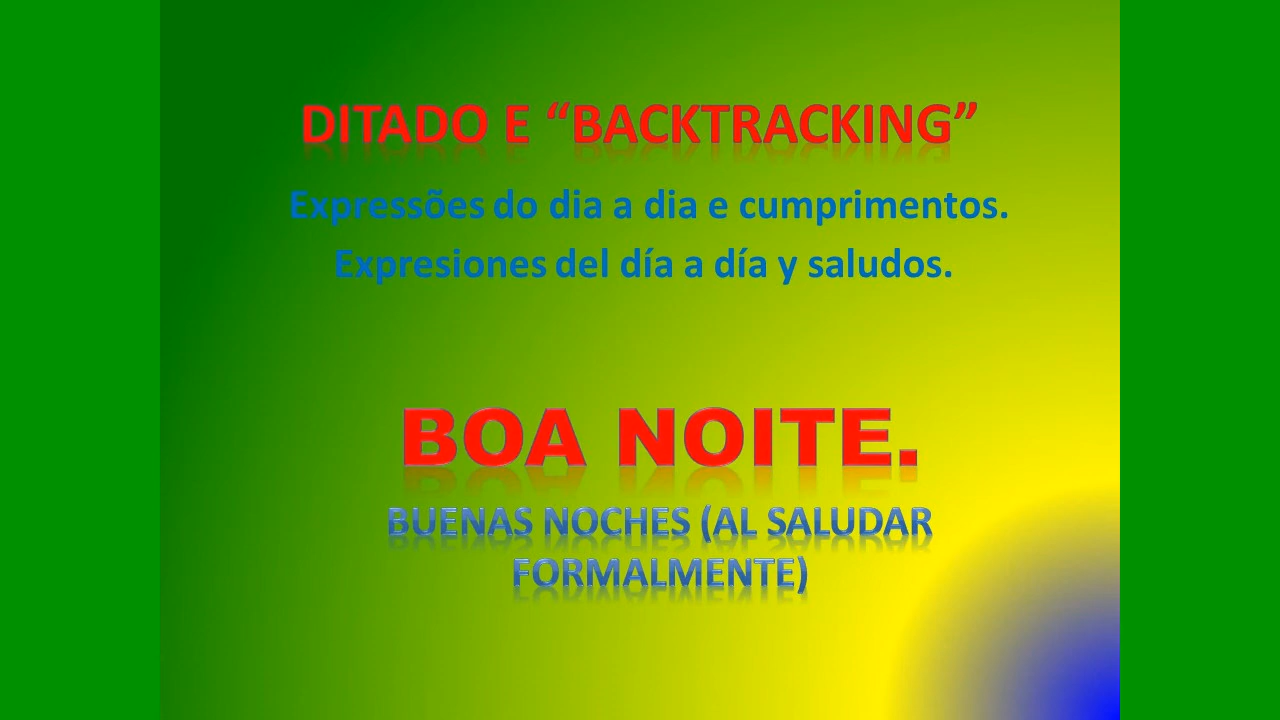 DITADO E “BACKTRACKING”
Expressões do dia a dia e cumprimentos.
Expresiones del día a día y saludos.
BOA NOITE.
BUENAS NOCHES (AL SALUDAR
FORMALMENTE)